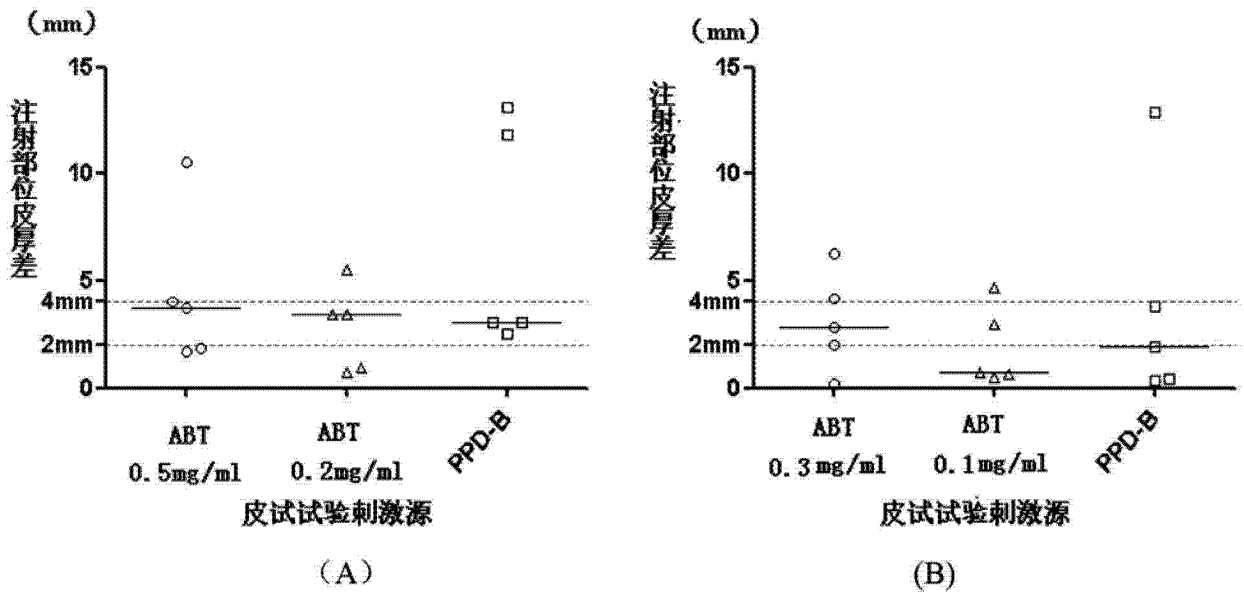 （mm）
注射部位皮厚差
15
10
5
4mm
2mm
0
ABT
0.5mg/ml
ABT
0.2mg/ml
PPD-B
皮试试验刺激源
（A）
（mm）
注射部位皮厚差
15
10
5
4mm
2mm
0
ABT
0.3mg/ml
ABT
0.1mg/ml
PPD-B
皮试试验刺激源
(B)